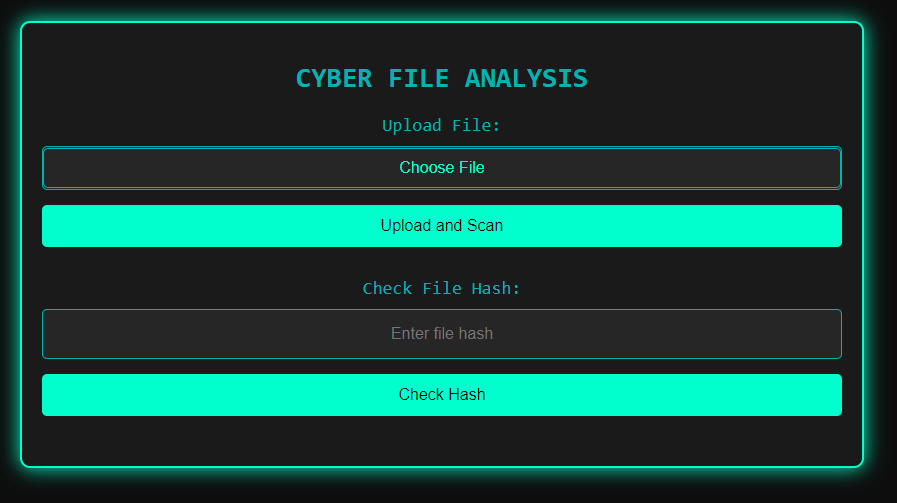 CYBER FILE ANALYSIS
Upload File:
Choose File
Upload and Scan
Check File Hash:
Enter file hash
Check Hash